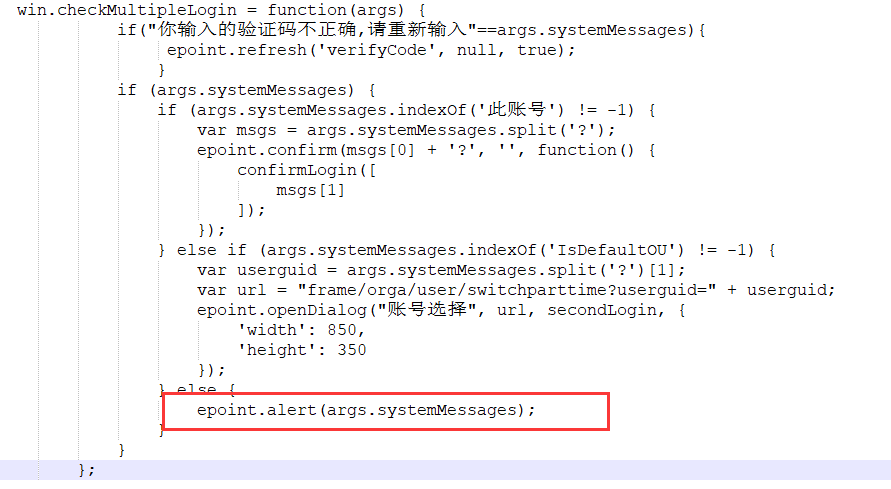 win.checkMultipleLogin = function(args) {
if("你输入的验证码不正确,请重新输入"==args.systemMessages){
epoint.refresh('verifyCode', null, true);
}
if (args.systemMessages) {
if (args.systemMessages.indexOf('此账号') != -1) {
var msgs = args.systemMessages.split('?');
epoint.confirm(msgs[0] + '?', '', function() {
confirmLogin([
msgs[1]
]);
});
} else if (args.systemMessages.indexOf('IsDefaultOU') != -1) {
var userguid = args.systemMessages.split('?')[1];
var url = "frame/orga/user/switchparttime?userguid=" + userguid;
epoint.openDialog("账号选择", url, secondLogin, {
'width': 850,
'height': 350
});
} else {
epoint.alert(args.systemMessages);
}
}
};